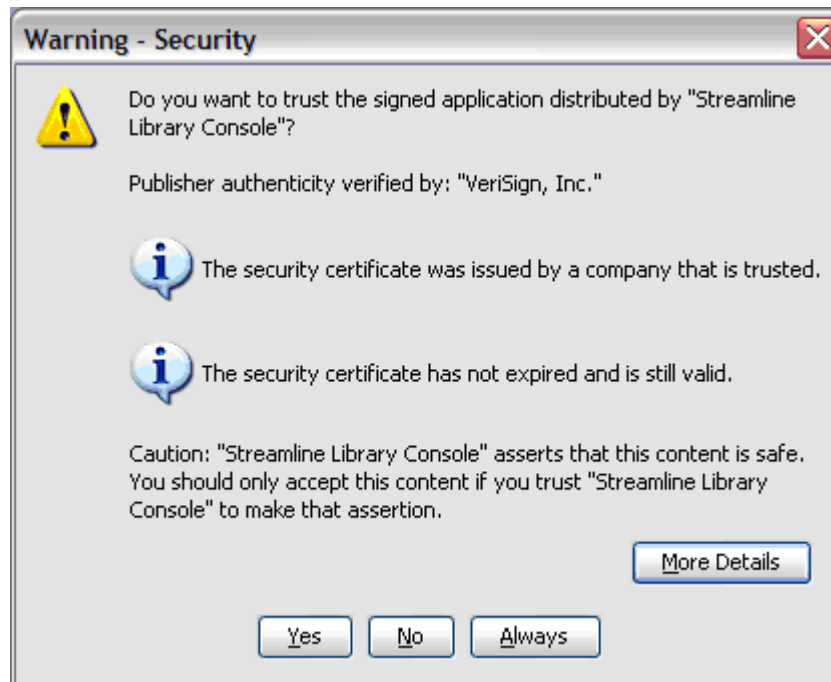 Warning - Security
Do you want to trust the signed application distributed by "Streamline
Library Console"?
Publisher authenticity verified by: "VeriSign, Inc."
The security certificate was issued by a company that is trusted.
The security certificate has not expired and is still valid.
Caution: "Streamline Library Console" asserts that this content is safe.
You should only accept this content if you trust "Streamline Library
Console" to make that assertion.
More Details
Yes No Always